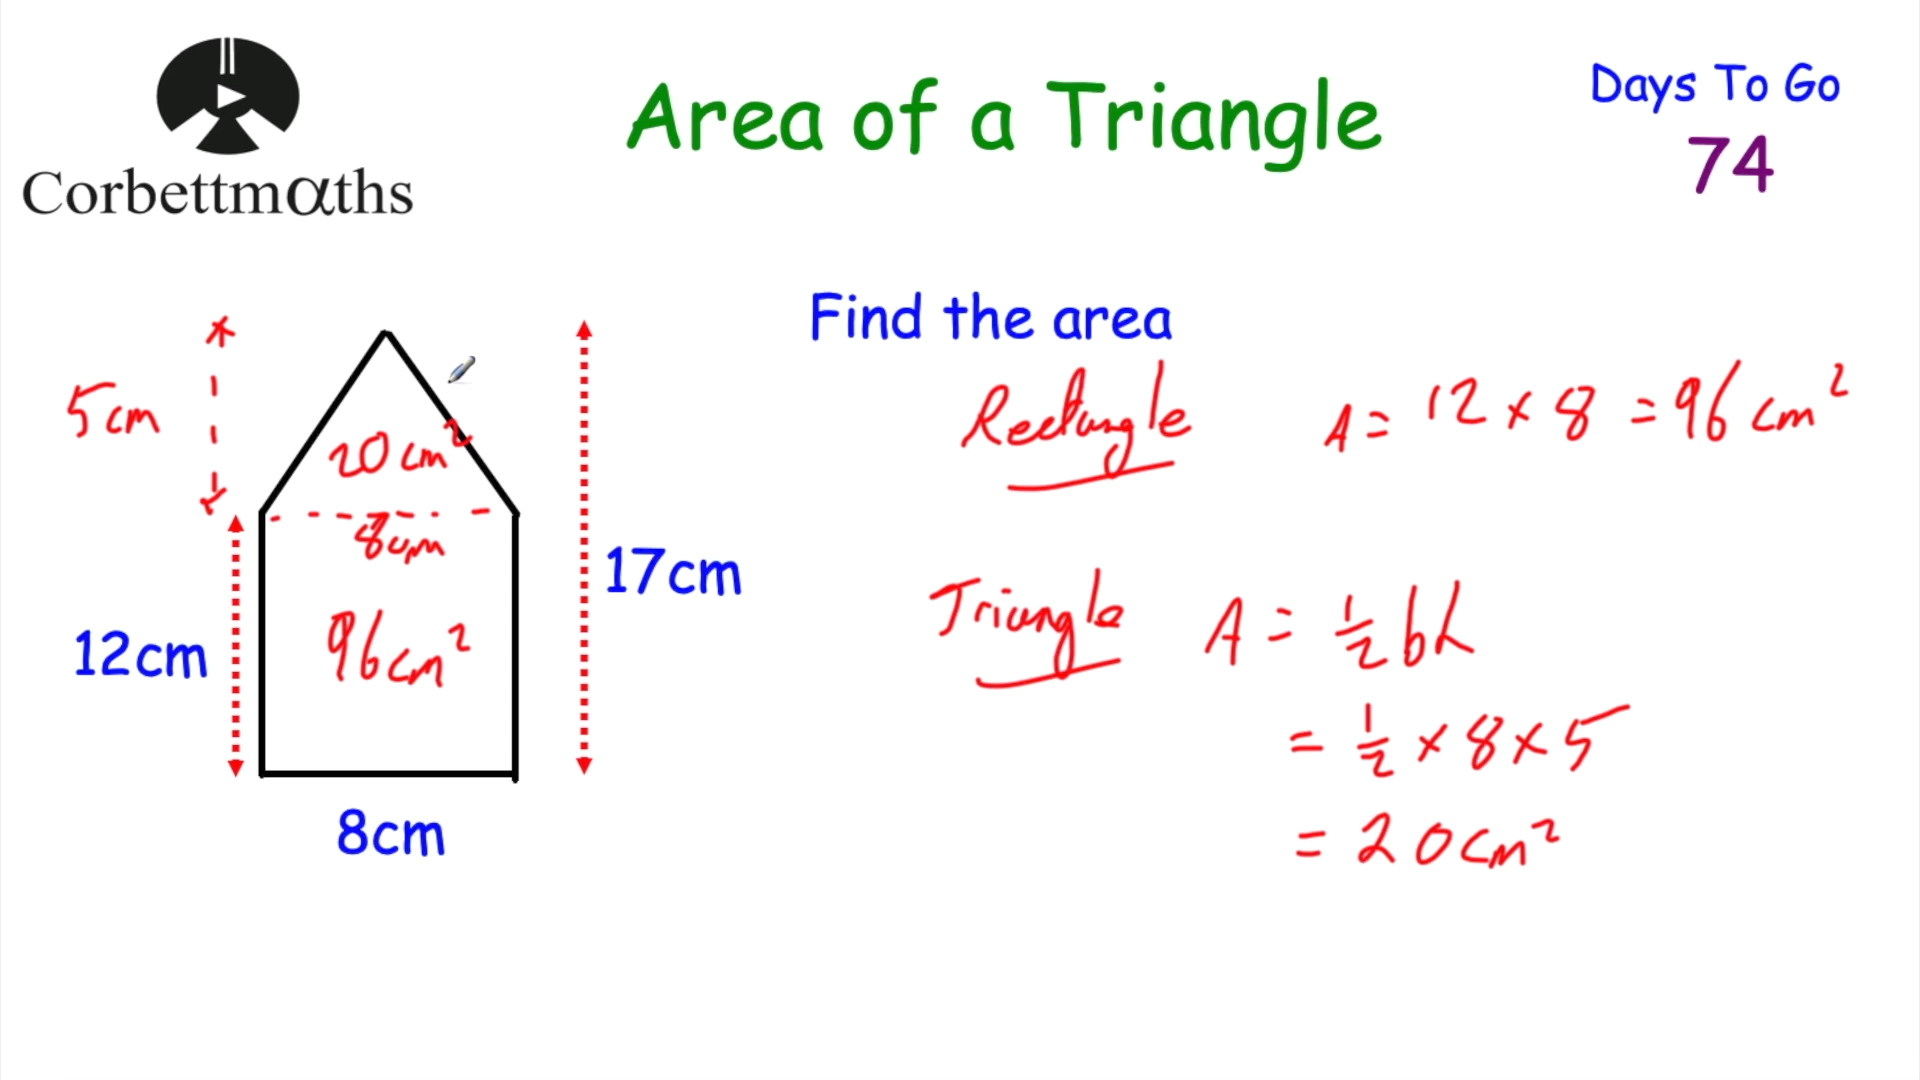 Corbettmαths
Area of a Triangle
Days To Go
74
Find the area
5cm
20cm²
8cm
12cm
96cm²
17cm
8cm
Rectangle A = 12 × 8 = 96cm²
Triangle A = ½bh
= ½ × 8 × 5
= 20cm²